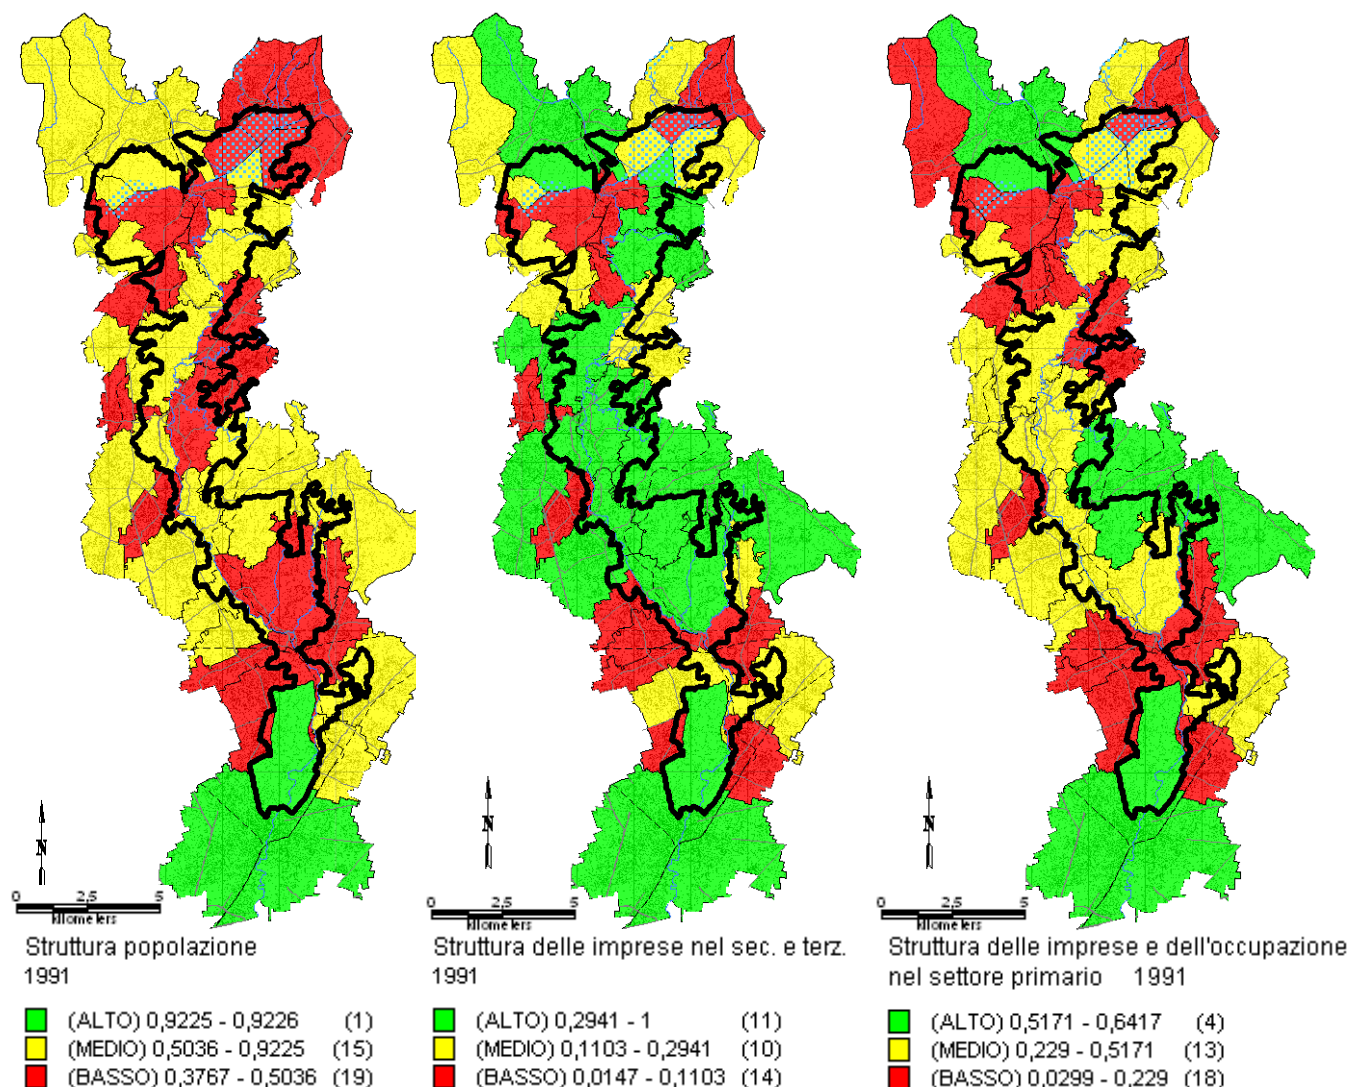 N
0 2,5 5
kilometers
Struttura popolazione
1991
(ALTO) 0,9225 - 0,9226 (1)
(MEDIO) 0,5036 - 0,9225 (15)
(BASSO) 0,3767 - 0,5036 (19)
N
0 2,5 5
kilometers
Struttura delle imprese nel sec. e terz.
1991
(ALTO) 0,2941 - 1 (11)
(MEDIO) 0,1103 - 0,2941 (10)
(BASSO) 0,0147 - 0,1103 (14)
N
0 2,5 5
kilometers
Struttura delle imprese e dell'occupazione
nel settore primario 1991
(ALTO) 0,5171 - 0,6417 (4)
(MEDIO) 0,229 - 0,5171 (13)
(BASSO) 0,0299 - 0,229 (18)